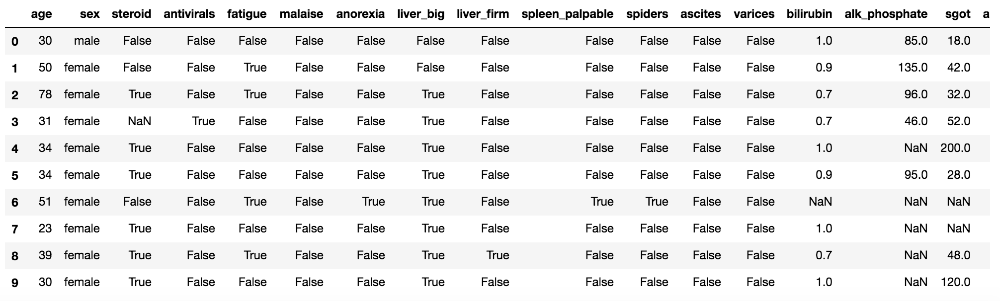 age sex steroid antivirals fatigue malaise anorexia liver_big liver_firm spleen_palpable spiders ascites varices bilirubin alk_phosphate sgot a
0 30 male False False False False False False False False False False False 1.0 85.0 18.0
1 50 female False False True False False False False False False False False 0.9 135.0 42.0
2 78 female True False True False False True False False False False False 0.7 96.0 32.0
3 31 female NaN True False False False True False False False False False 0.7 46.0 52.0
4 34 female True False False False False True False False False False False 1.0 NaN 200.0
5 34 female True False False False False True False False False False False 0.9 95.0 28.0
6 51 female False False True False True True False True True False False NaN NaN NaN
7 23 female True False False False False True False False False False False 1.0 NaN NaN
8 39 female True False True False False True True False False False False 0.7 NaN 48.0
9 30 female True False False False False True False False False False False 1.0 NaN 120.0